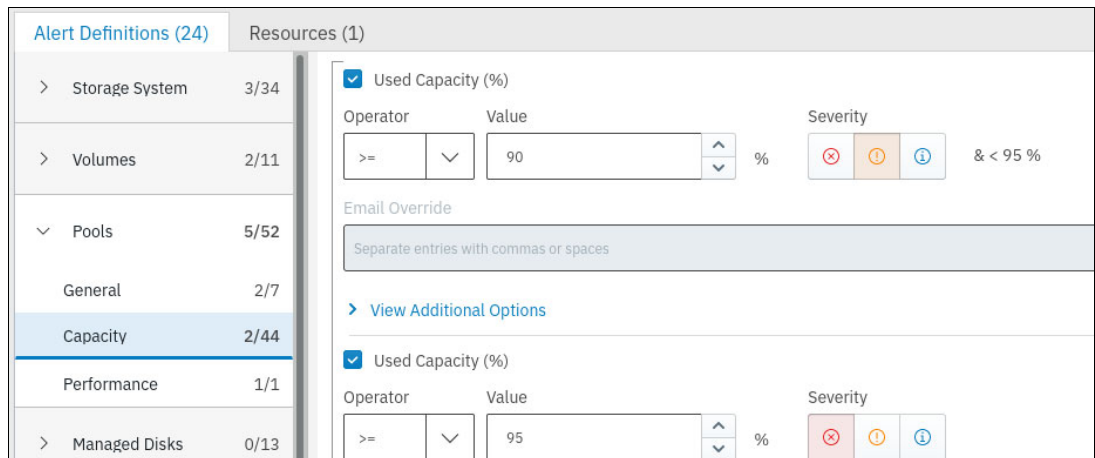 Alert Definitions (24)
Resources (1)
Storage System 3/34
Volumes 2/11
Pools 5/52
General 2/7
Capacity 2/44
Performance 1/1
Managed Disks 0/13
Used Capacity (%)
Operator Value Severity
>= 90 % & < 95 %
Email Override
Separate entries with commas or spaces
View Additional Options
Used Capacity (%)
Operator Value Severity
>= 95 %